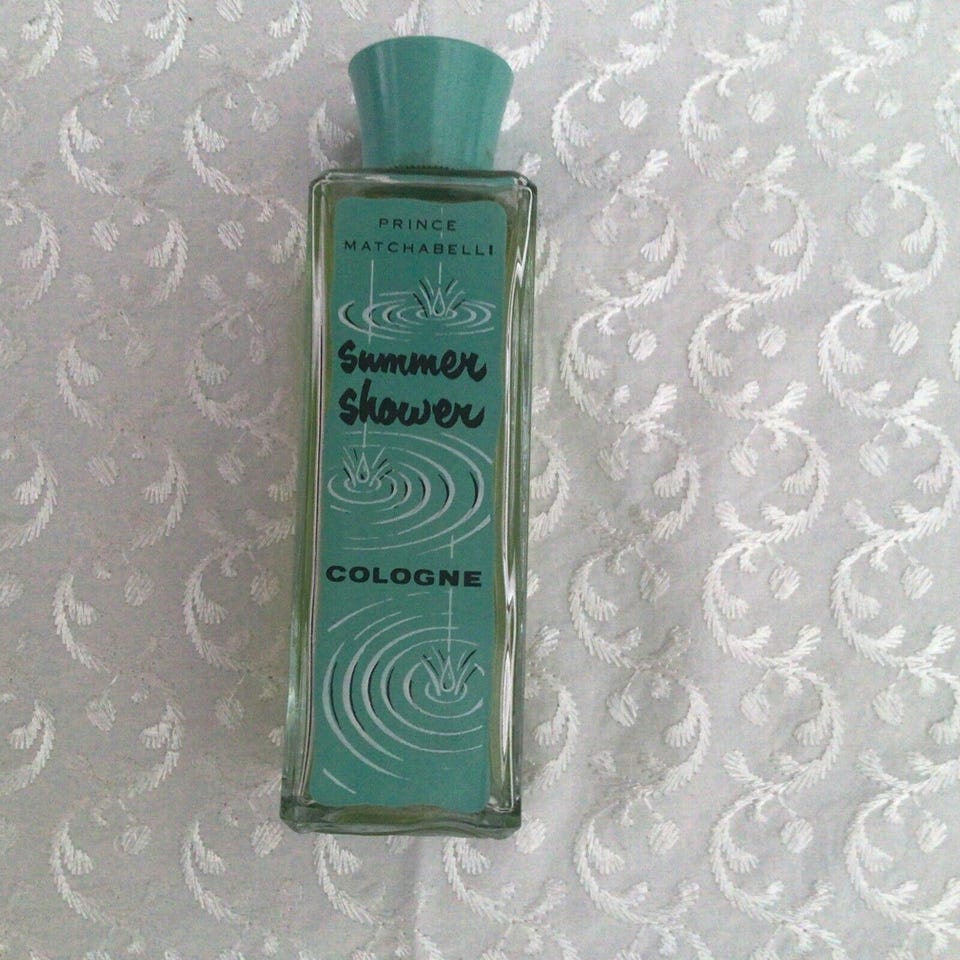 PRINCE
MATCHABELLI
Summer
shower
COLOGNE